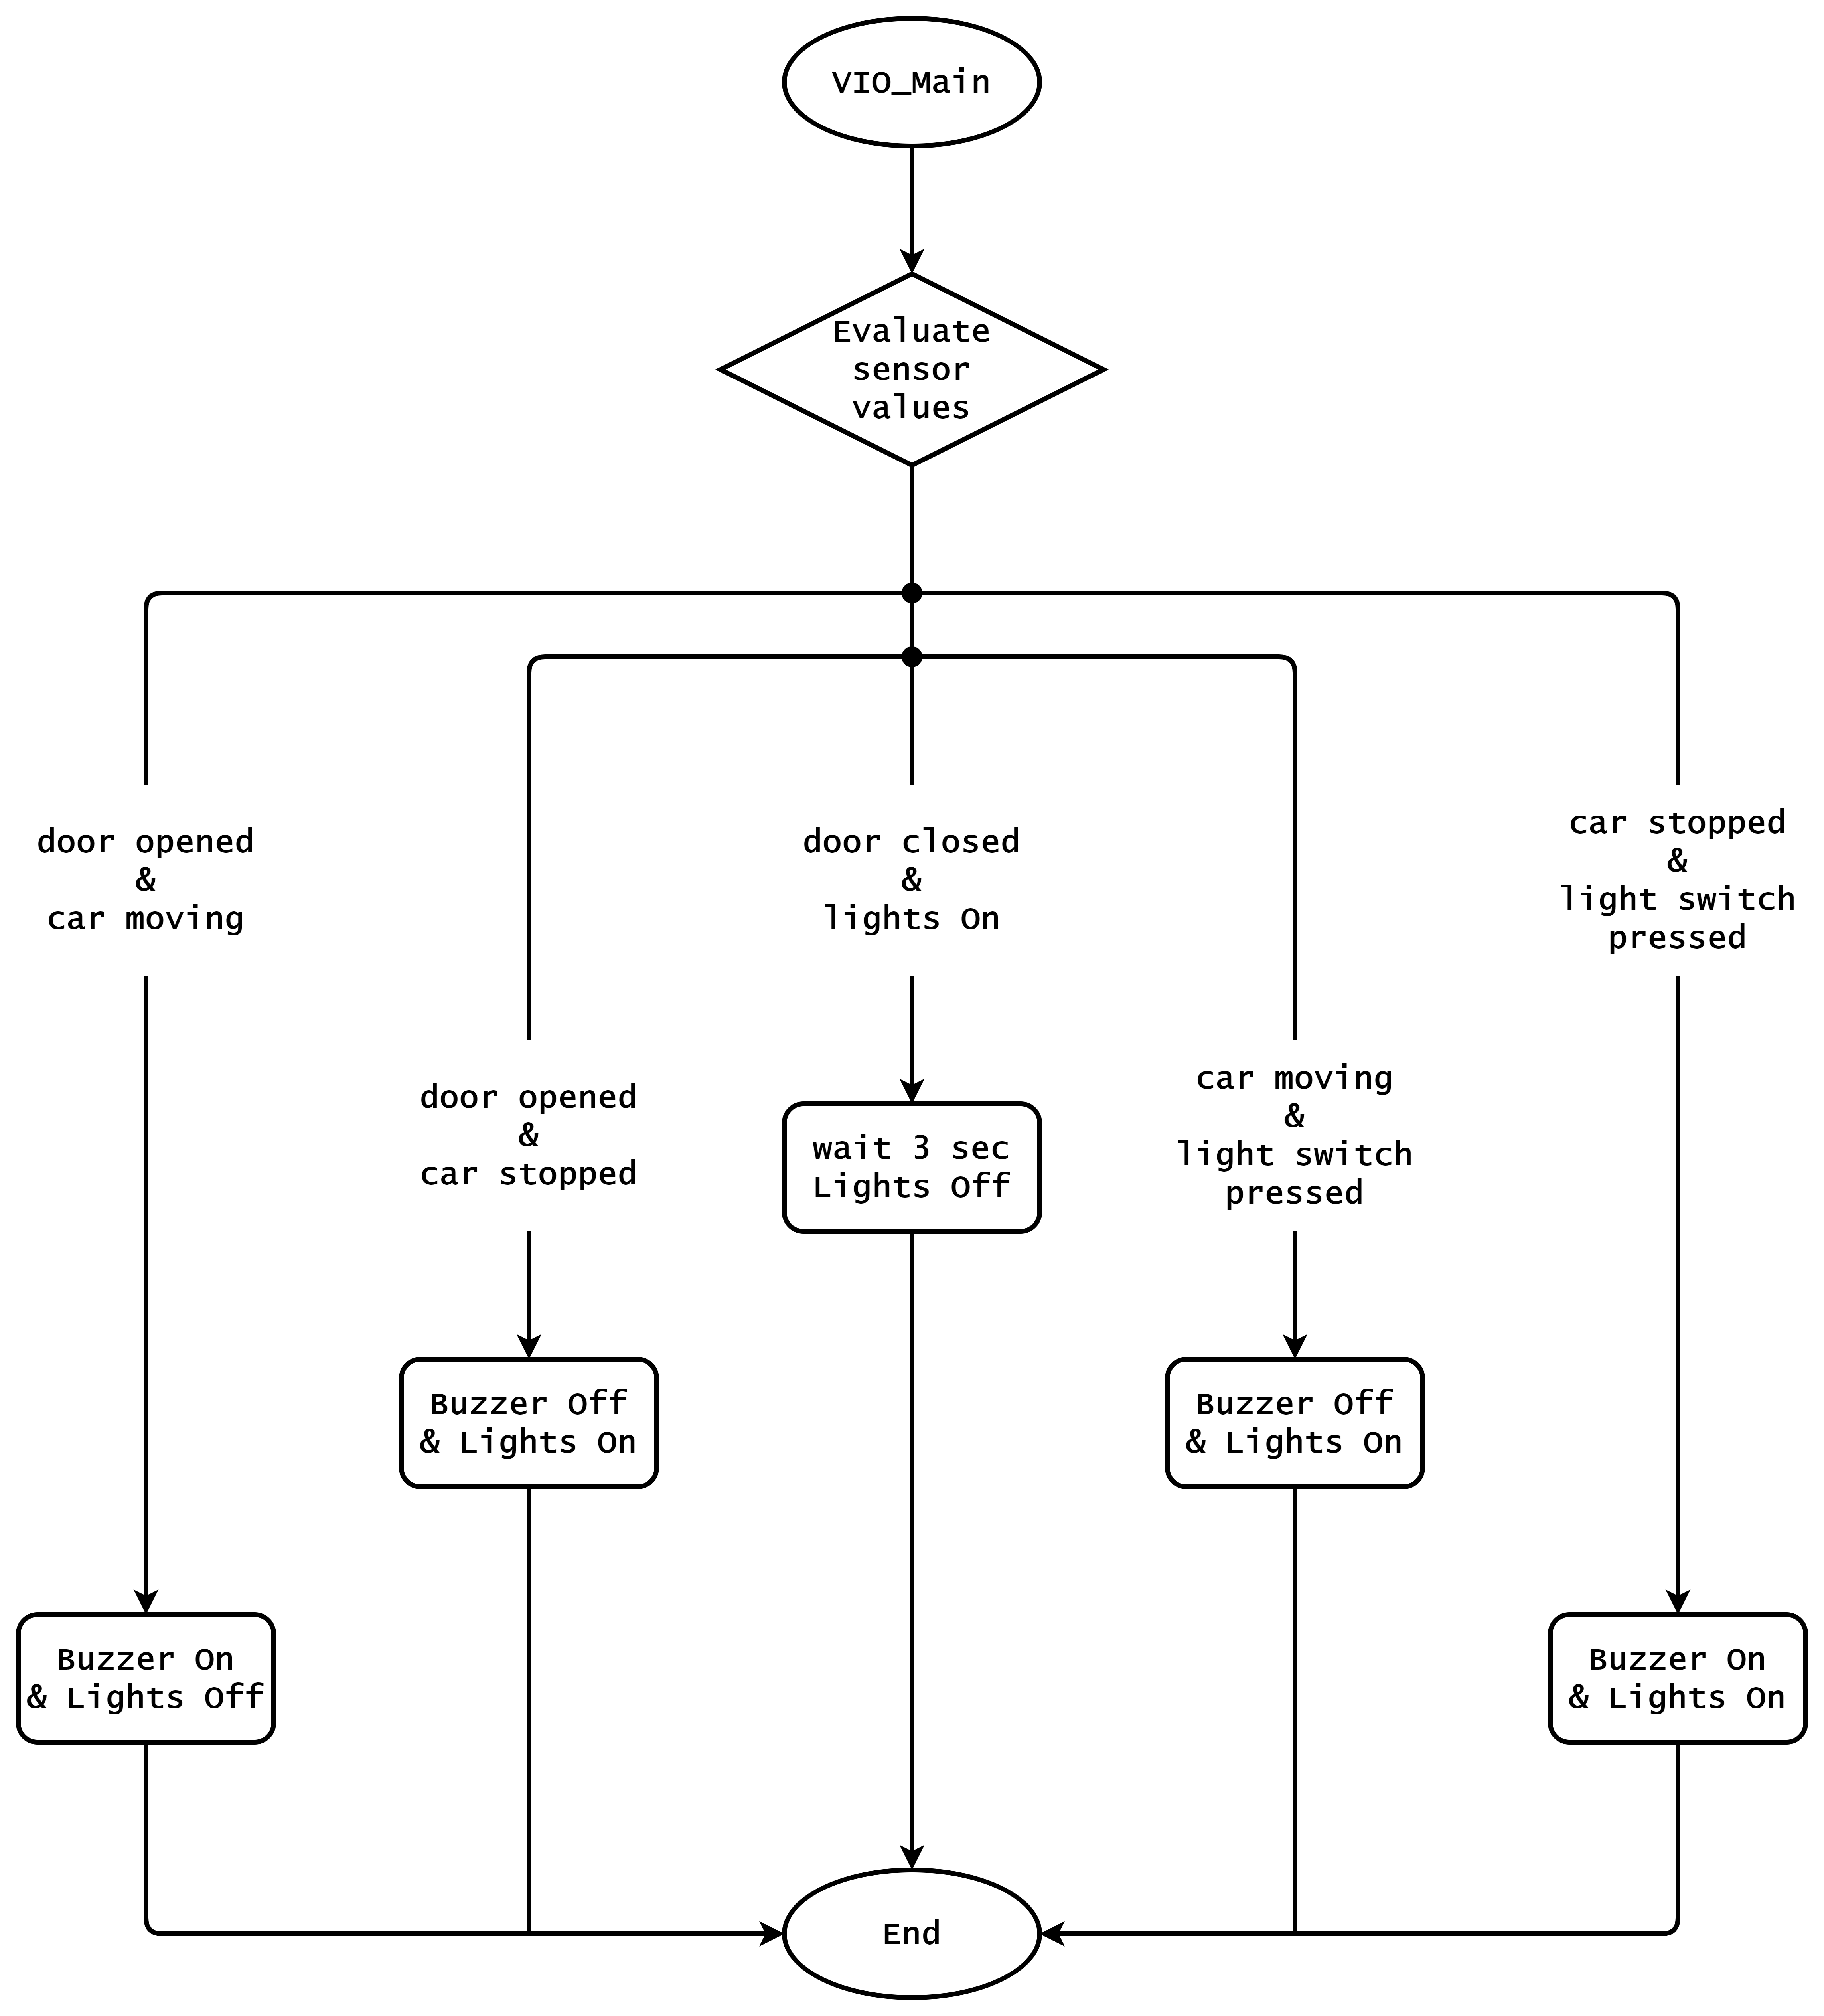 VIO_Main
Evaluate
sensor
values
door opened
&
car moving
door opened
&
car stopped
door closed
&
lights On
car moving
&
light switch
pressed
car stopped
&
light switch
pressed
wait 3 sec
Lights Off
Buzzer Off
& Lights On
Buzzer Off
& Lights On
Buzzer On
& Lights Off
Buzzer On
& Lights On
End